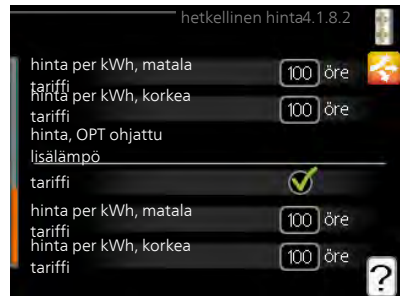 hetkellinen hinta4.1.8.2
hinta per kWh, matala
tariffi
100 öre
hinta per kWh, korkea
tariffi
100 öre
hinta, OPT ohjattu
lisälämpö
tariffi
hinta per kWh, matala
tariffi
100 öre
hinta per kWh, korkea
tariffi
100 öre
?